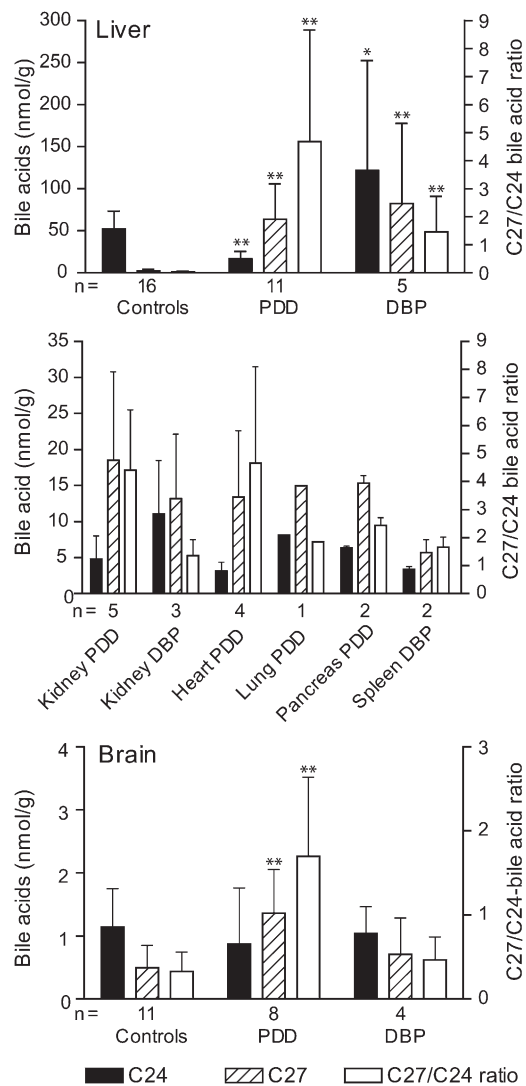 Liver
Bile acids (nmol/g)
300
250
200
150
100
50
0
C27/C24 bile acid ratio
9
8
7
6
5
4
3
2
1
0
**
**
**
*
**
**
n = 16 11 5
Controls PDD DBP
Bile acid (nmol/g)
35
30
25
20
15
10
5
0
C27/C24 bile acid ratio
9
8
7
6
5
4
3
2
1
0
n = 5 3 4 1 2 2
Kidney PDD
Kidney DBP
Heart PDD
Lung PDD
Pancreas PDD
Spleen DBP
Brain
Bile acids (nmol/g)
4
3
2
1
0
C27/C24-bile acid ratio
3
2
1
0
**
**
n = 11 8 4
Controls PDD DBP
C24 C27 C27/C24 ratio